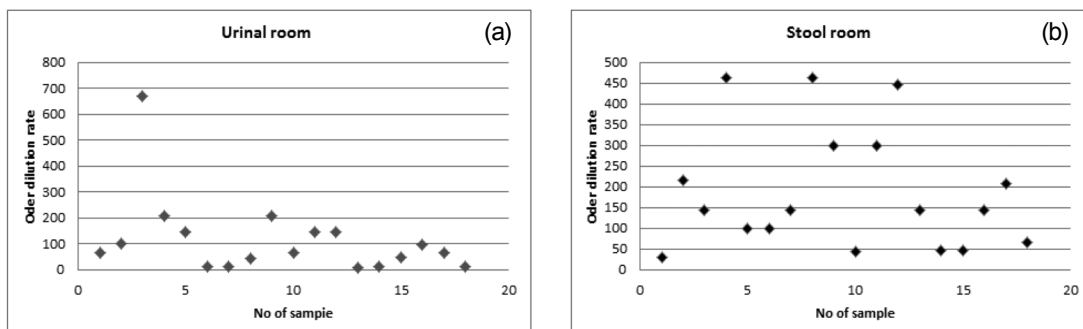 Urinal room
(a)
Oder dilution rate
800
700
600
500
400
300
200
100
0
0 5 10 15 20
No of sampie
Stool room
(b)
Oder dilution rate
500
450
400
350
300
250
200
150
100
50
0
0 5 10 15 20
No of sample